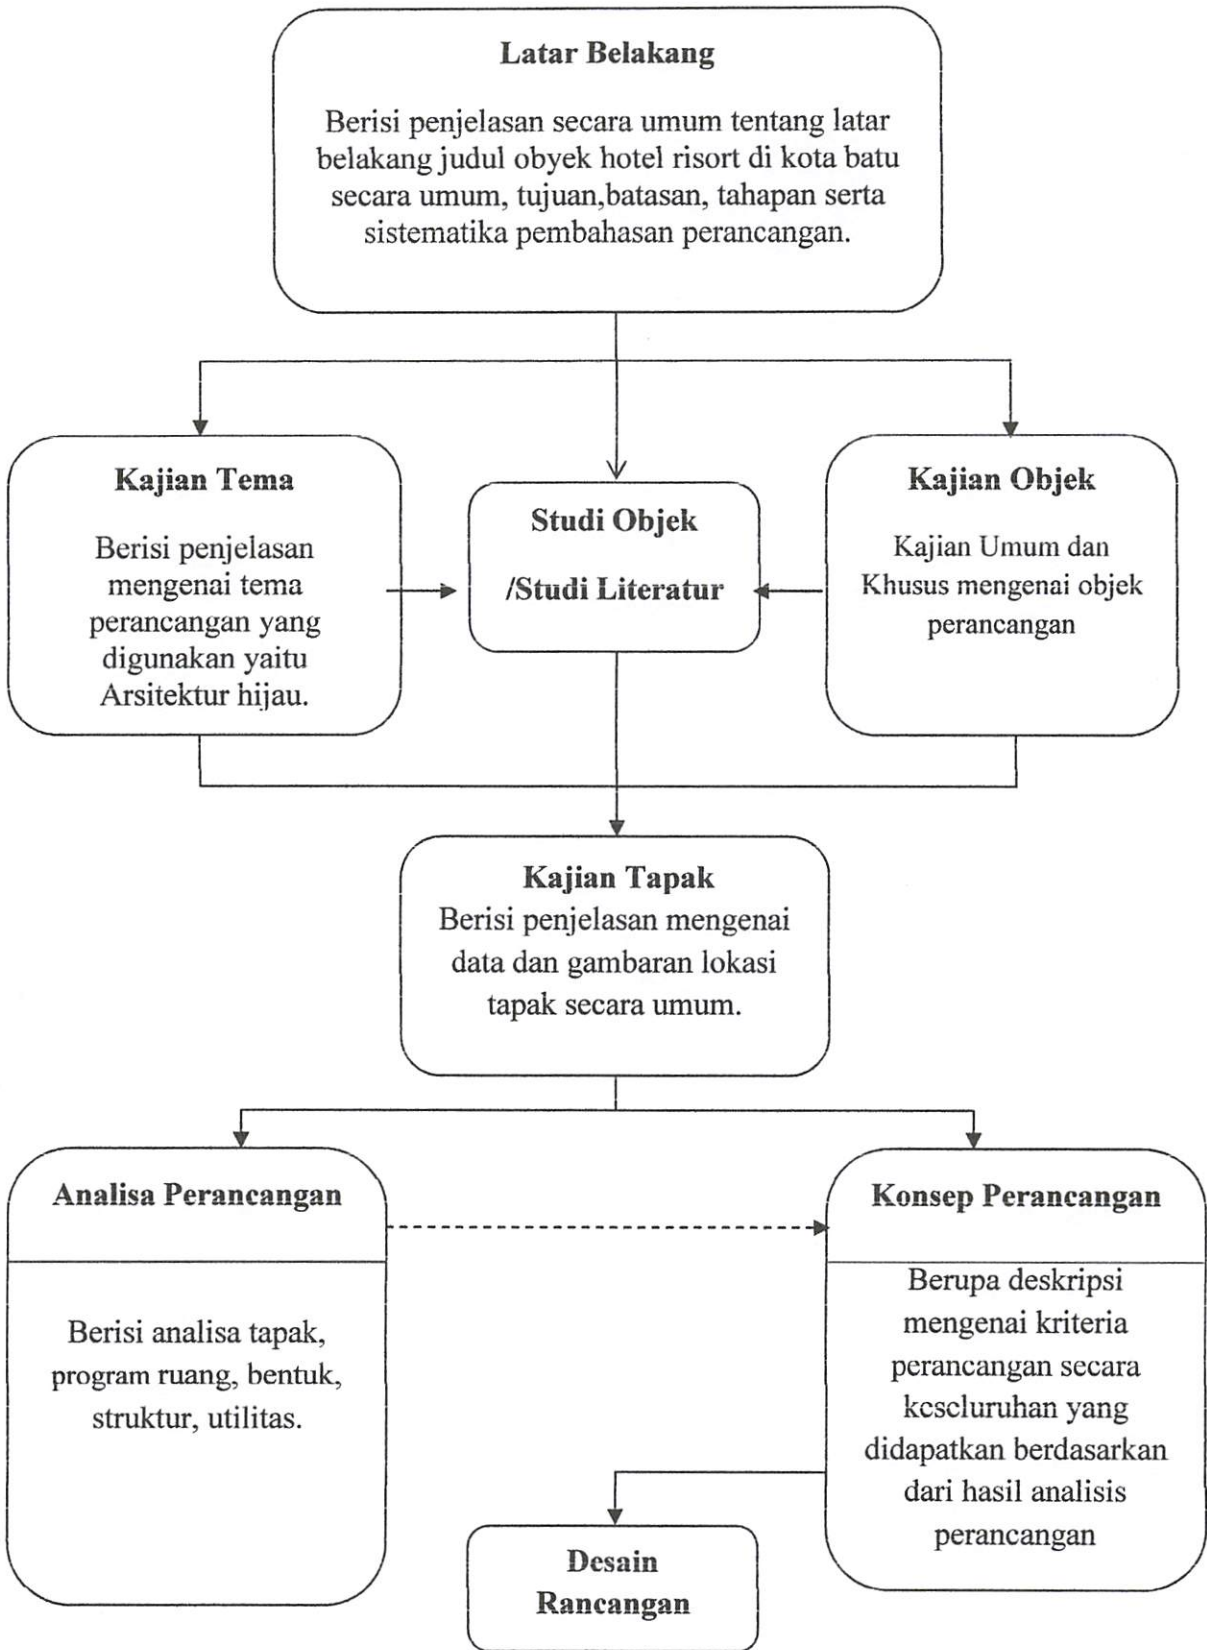 Latar Belakang
Berisi penjelasan secara umum tentang latar
belakang judul obyek hotel risort di kota batu
secara umum, tujuan,batasan, tahapan serta
sistematika pembahasan perancangan.
Kajian Tema
Berisi penjelasan
mengenai tema
perancangan yang
digunakan yaitu
Arsitektur hijau.
Studi Objek
/Studi Literatur
Kajian Objek
Kajian Umum dan
Khusus mengenai objek
perancangan
Kajian Tapak
Berisi penjelasan mengenai
data dan gambaran lokasi
tapak secara umum.
Analisa Perancangan
Berisi analisa tapak,
program ruang, bentuk,
struktur, utilitas.
Konsep Perancangan
Berupa deskripsi
mengenai kriteria
perancangan secara
keseluruhan yang
didapatkan berdasarkan
dari hasil analisis
perancangan
Desain
Rancangan